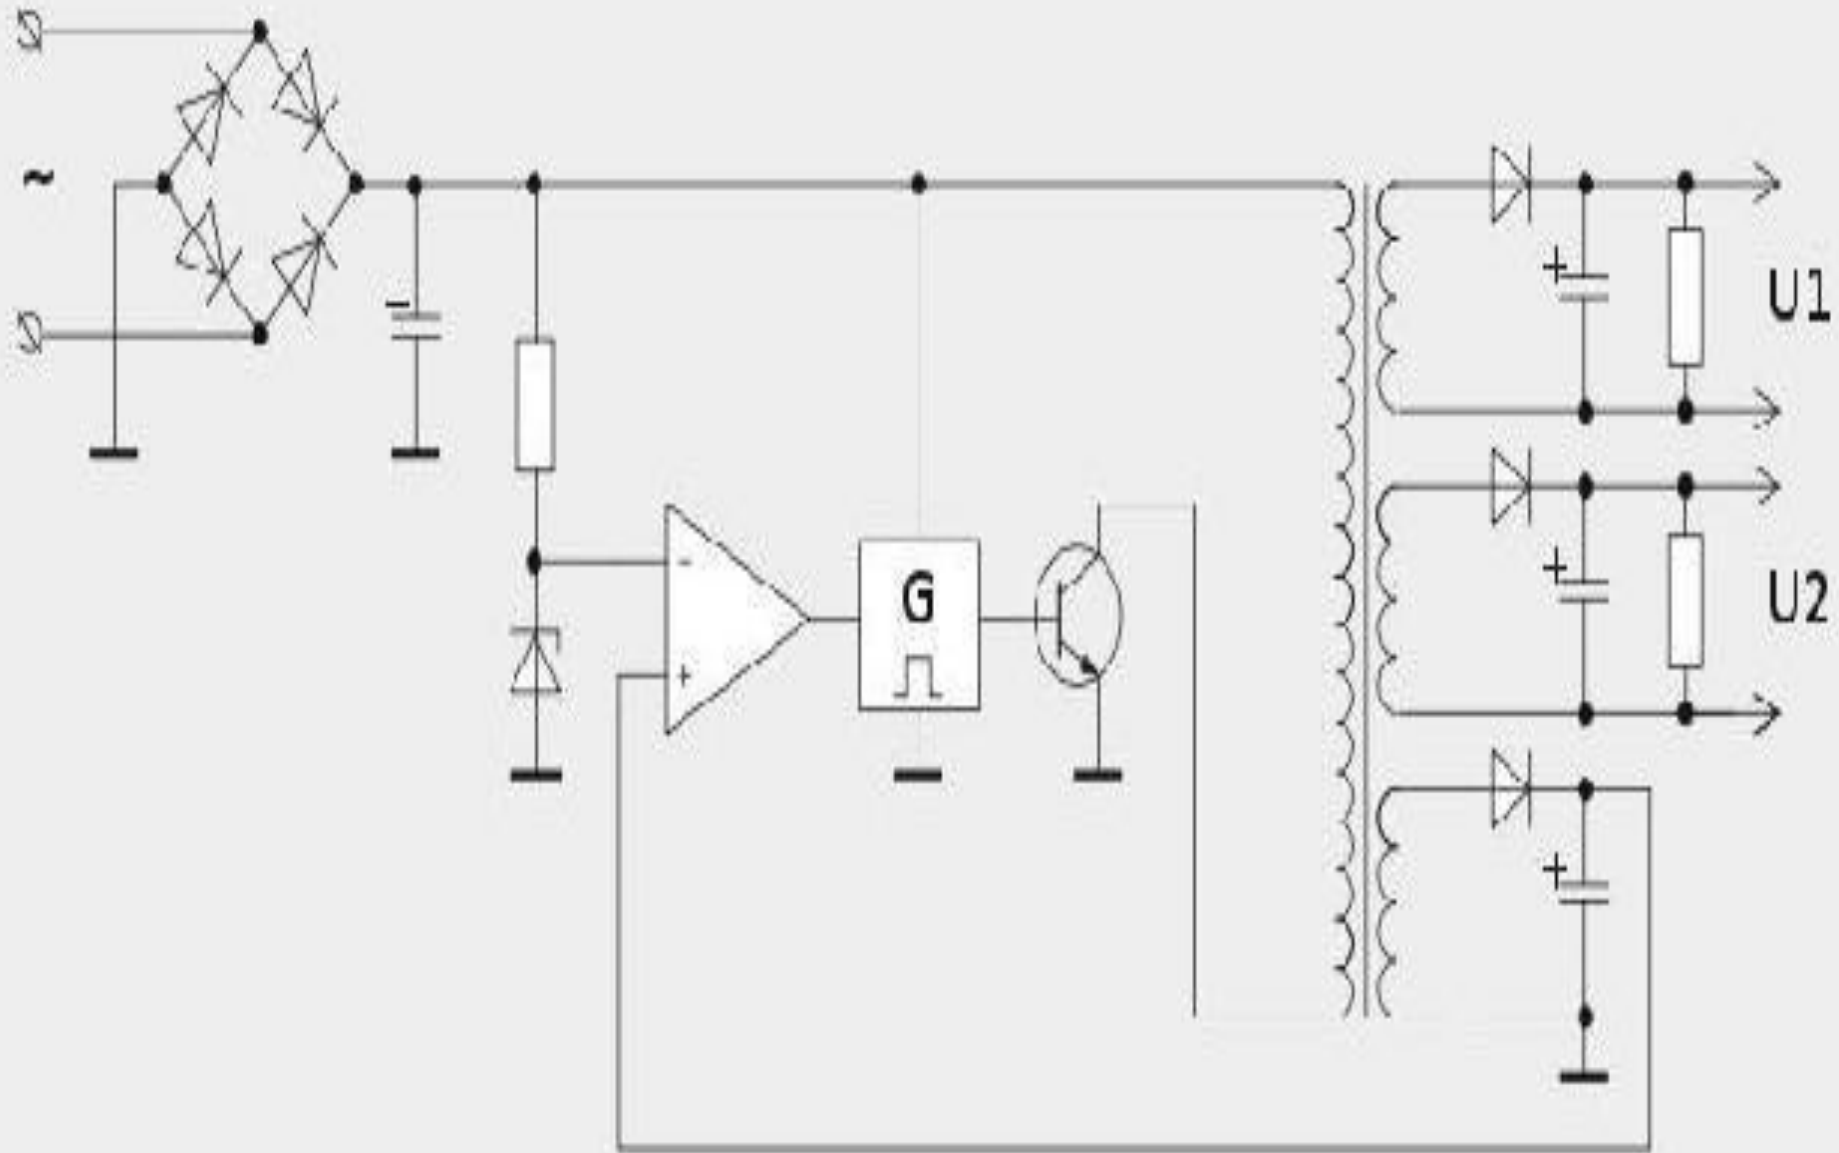 ~
-
+
U1
-
G
+
+
U2
+